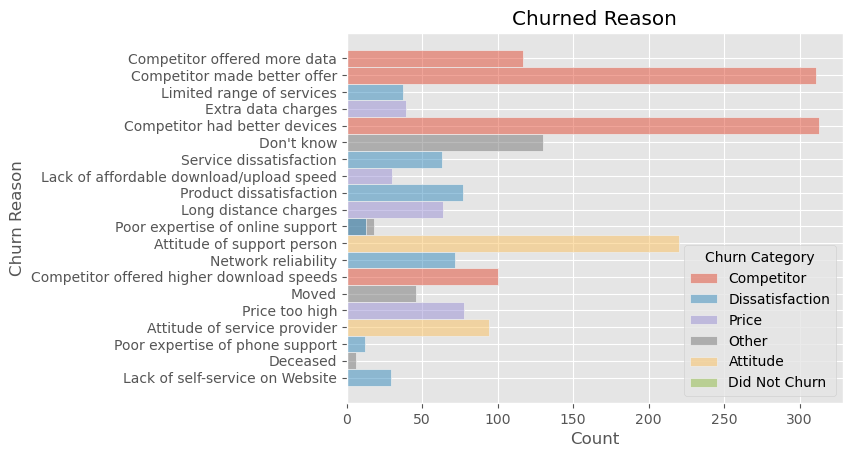 Churned Reason
Churn Reason
Competitor offered more data
Competitor made better offer
Limited range of services
Extra data charges
Competitor had better devices
Don't know
Service dissatisfaction
Lack of affordable download/upload speed
Product dissatisfaction
Long distance charges
Poor expertise of online support
Attitude of support person
Network reliability
Competitor offered higher download speeds
Moved
Price too high
Attitude of service provider
Poor expertise of phone support
Deceased
Lack of self-service on Website
Churn Category
Competitor
Dissatisfaction
Price
Other
Attitude
Did Not Churn
0 50 100 150 200 250 300
Count